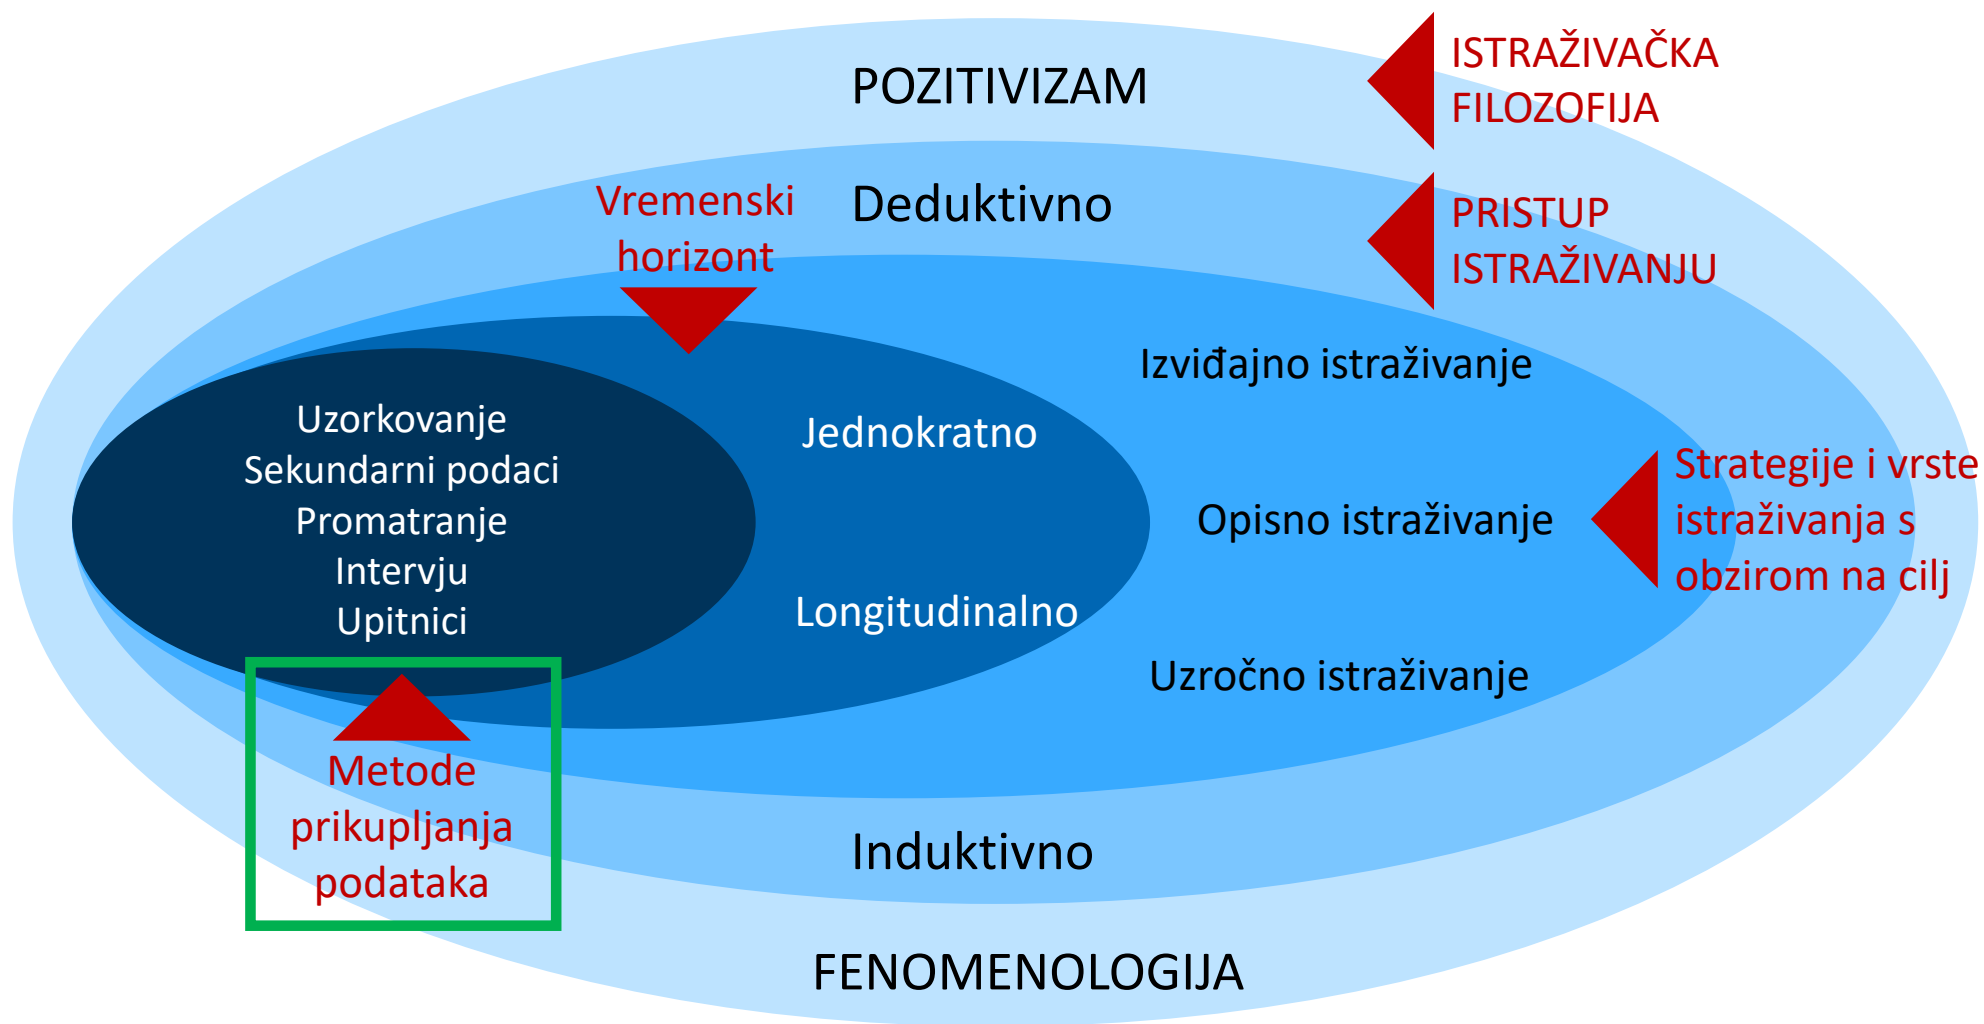 POZITIVIZAM
ISTRAŽIVAČKA
FILOZOFIJA
Deduktivno
PRISTUP
ISTRAŽIVANJU
Vremenski
horizont
Izviđajno istraživanje
Opisno istraživanje
Uzročno istraživanje
Strategije i vrste
istraživanja s
obzirom na cilj
Jednokratno
Longitudinalno
Uzorkovanje
Sekundarni podaci
Promatranje
Intervju
Upitnici
Metode
prikupljanja
podataka
Induktivno
FENOMENOLOGIJA